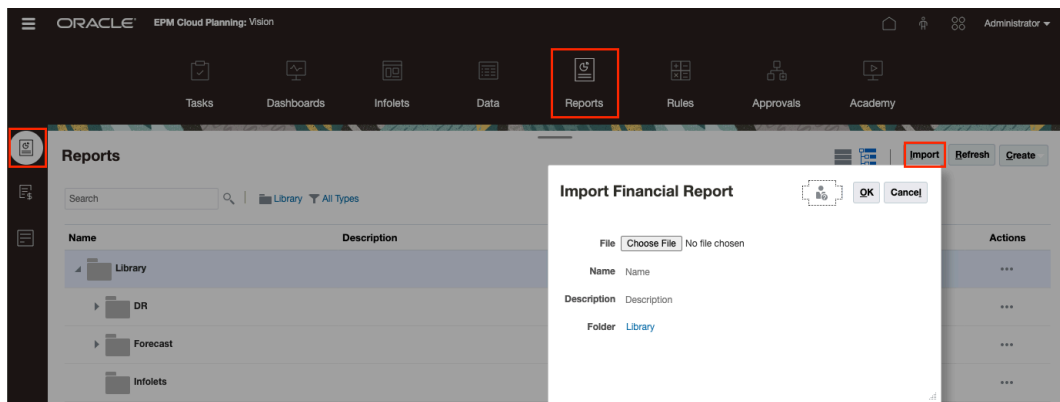 ORACLE® EPM Cloud Planning: Vision Administrator
Tasks Dashboards Infolets Data Reports Rules Approvals Academy
Reports
Import Refresh Create
Search Library All Types
Name Description Actions
Library
DR
Forecast
Infolets
Import Financial Report OK Cancel
File Choose File No file chosen
Name Name
Description Description
Folder Library